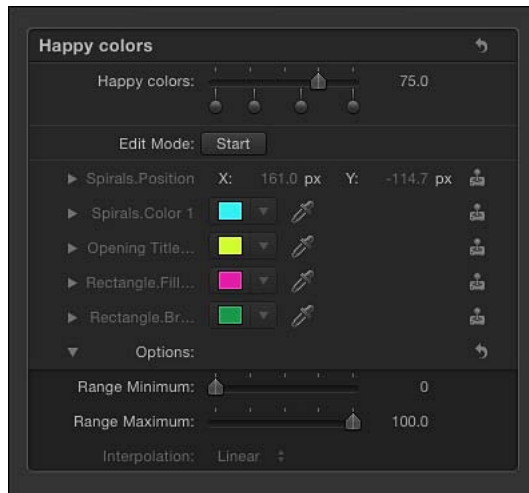 Happy colors
Happy colors: 75.0
Edit Mode: Start
Spirals.Position X: 161.0 px Y: -114.7 px
Spirals.Color 1
Opening Title...
Rectangle.Fill...
Rectangle.Br...
Options:
Range Minimum: 0
Range Maximum: 100.0
Interpolation: Linear